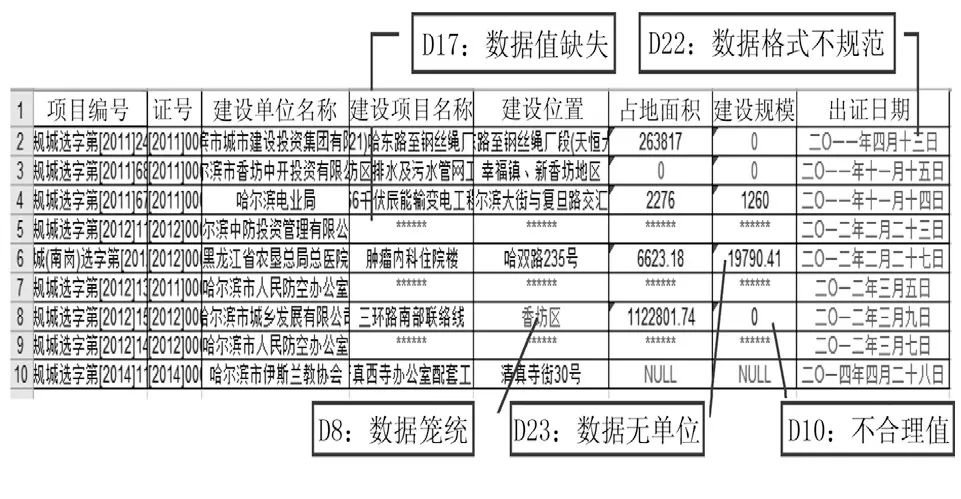 D17：数据值缺失 D22：数据格式不规范
1 项目编号 证号 建设单位名称 建设项目名称 建设位置 占地面积 建设规模 出证日期
2 规城选字第[2011]24 [2011]00 市城市建设投资集团有 21)哈东路至钢丝绳厂 路至钢丝绳厂段(天恒 263817 0 二〇一一年四月十三日
3 规城选字第[2011]68 [2011]00 尔滨市香坊中开投资有限 坊区排水及污水管网工 幸福镇、新香坊地区 0 0 二〇一一年十一月十五日
4 规城选字第[2011]67 [2011]00 哈尔滨电业局 66千伏辰能输变电工程 尔滨大街与复旦路交汇 2276 1260 二〇一一年十一月十四日
5 规城选字第[2012]11 [2012]00 尔滨中防投资管理有限公 ****** ****** ****** ****** 二〇一二年二月二十三日
6 城(南岗)选字第[201 [2012]00 黑龙江省农垦总局总医院 肿瘤内科住院楼 哈双路235号 6623.18 19790.41 二〇一二年二月二十七日
7 规城选字第[2012]13 [2011]00 哈尔滨市人民防空办公室 ****** ****** ****** ****** 二〇一二年三月五日
8 规城选字第[2012]15 [2012]00 哈尔滨市城乡发展有限公司 三环路南部联络线 香坊区 1122801.74 0 二〇一二年三月九日
9 规城选字第[2012]14 [2012]00 哈尔滨市人民防空办公室 ****** ****** ****** ****** 二〇一二年三月七日
10 规城选字第[2014]11 [2014]00 哈尔滨市伊斯兰教协会 真西寺办公室配套工 清真寺街30号 NULL NULL 二〇一四年四月二十八日
D8：数据笼统 D23：数据无单位 D10：不合理值